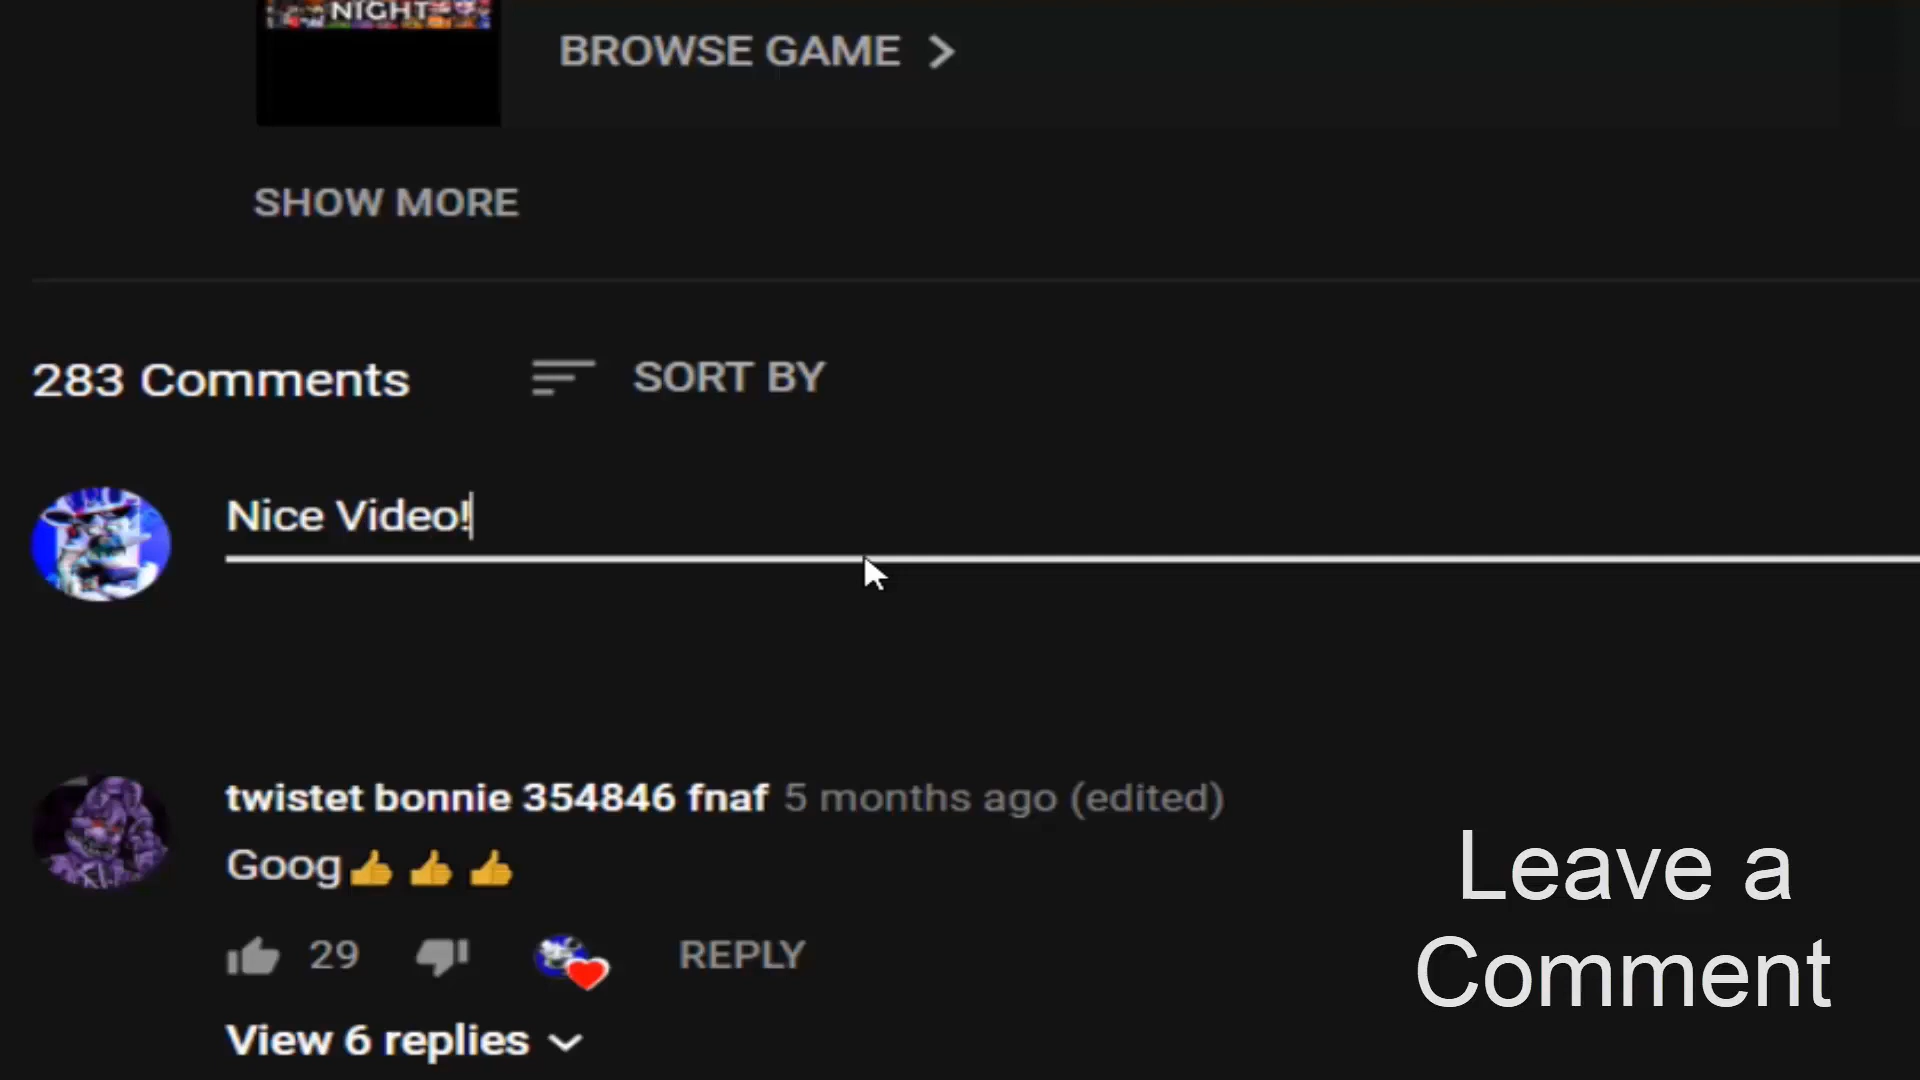 NIGHT
BROWSE GAME
SHOW MORE
283 Comments
SORT BY
Nice Video!
twistet bonnie 354846 fnaf 5 months ago (edited)
Goog👍👍👍
29
REPLY
View 6 replies
Leave a
Comment